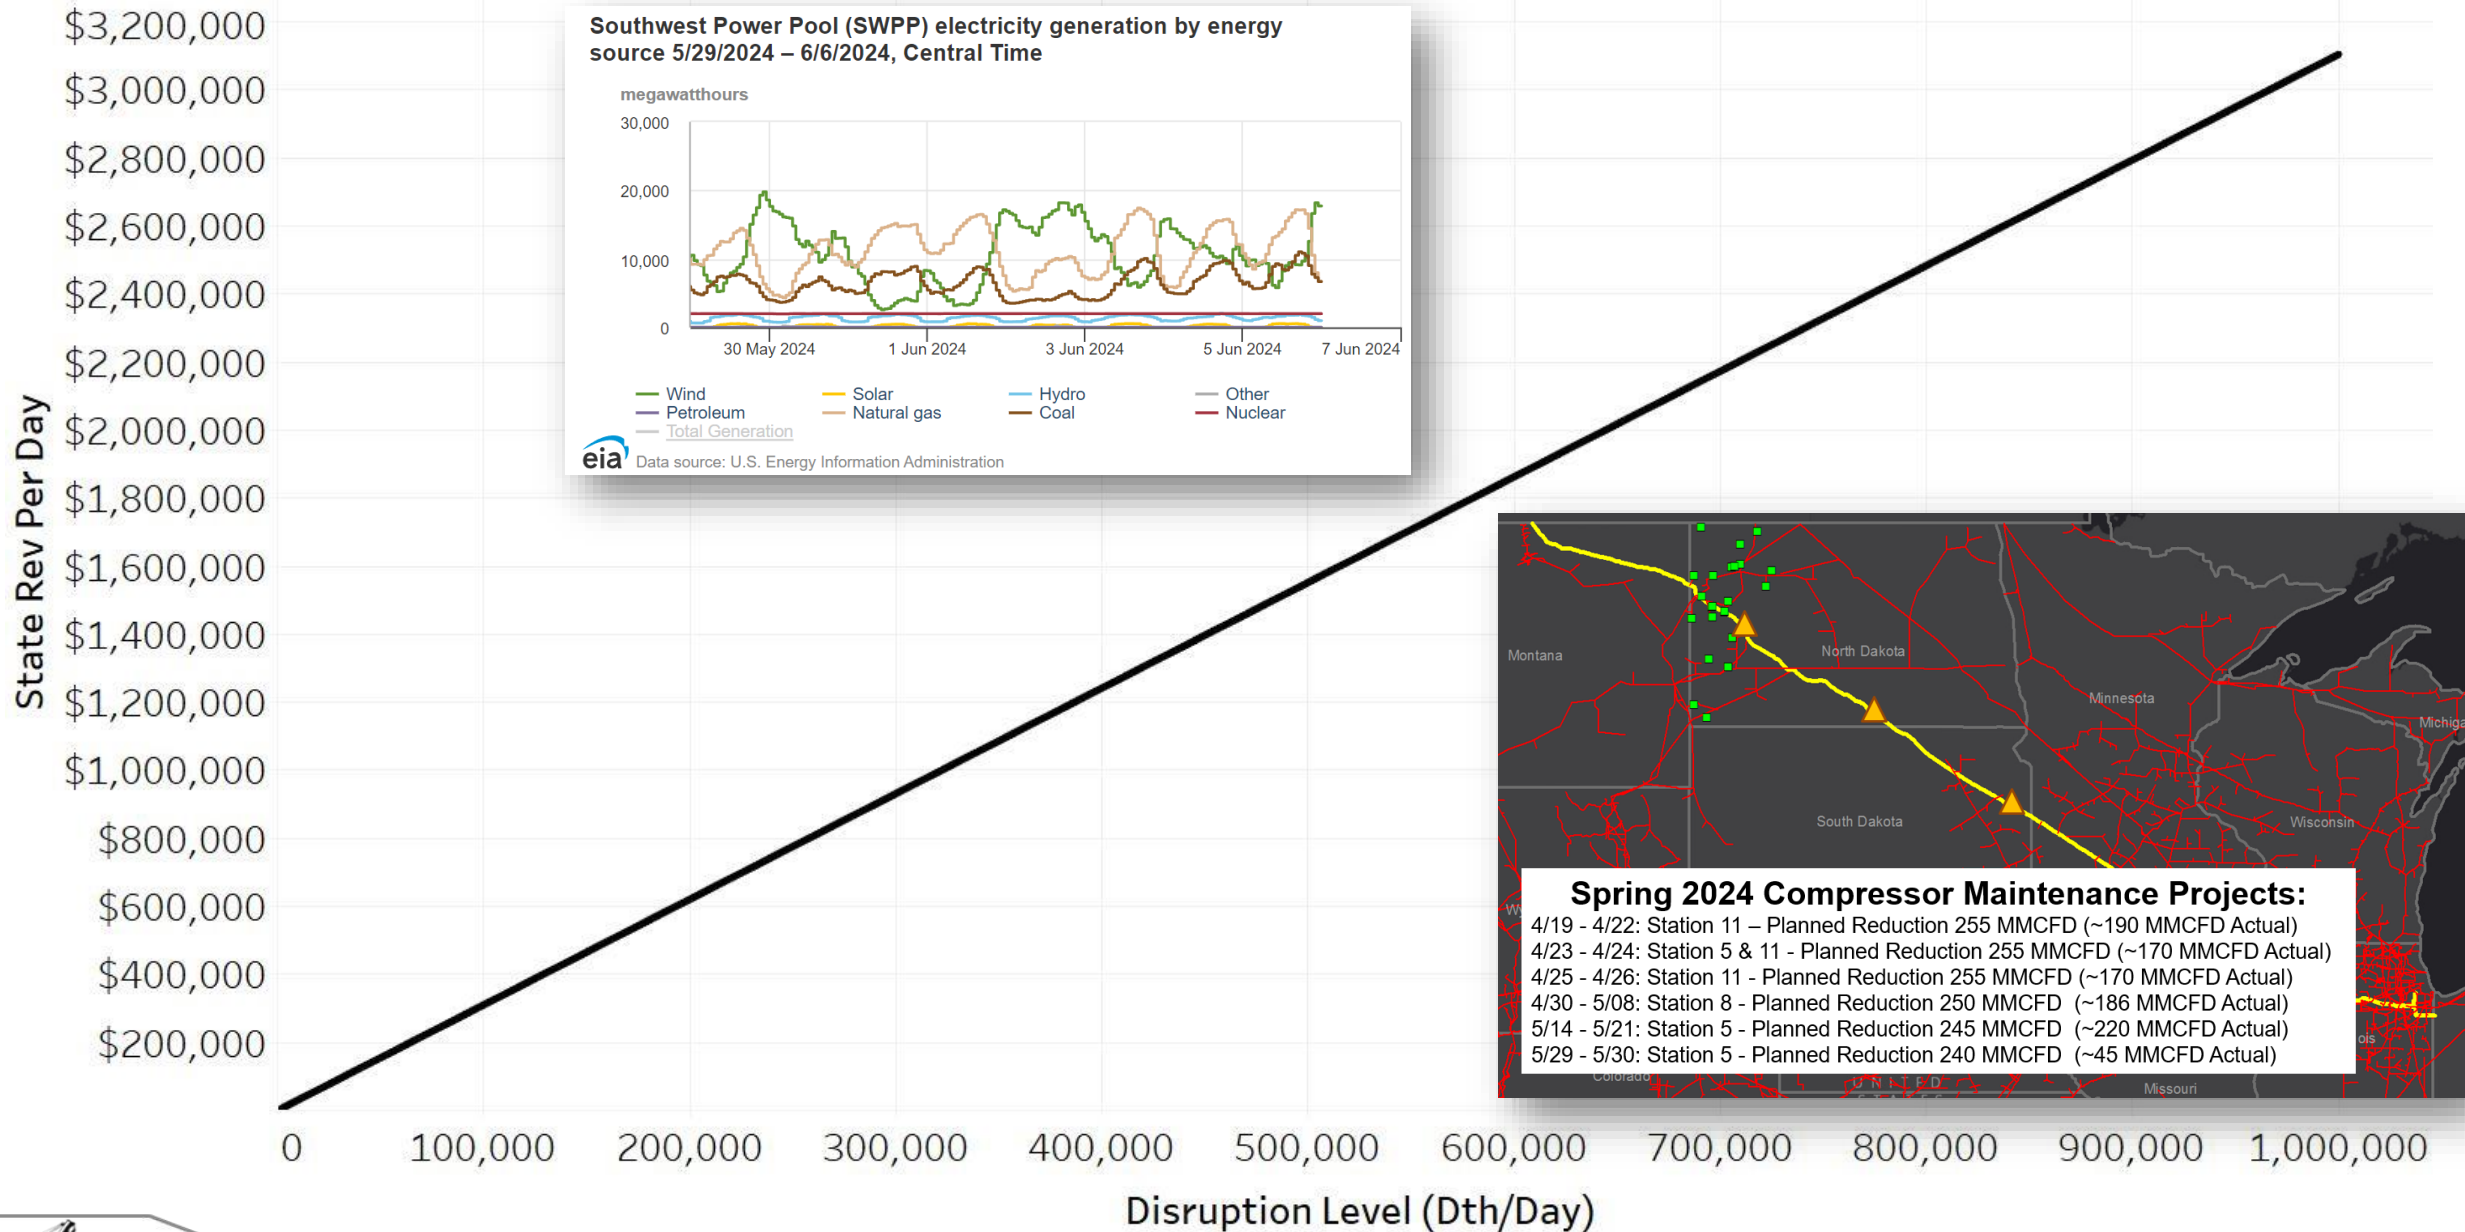 $3,200,000
$3,000,000
$2,800,000
$2,600,000
$2,400,000
$2,200,000
$2,000,000
$1,800,000
$1,600,000
$1,400,000
$1,200,000
$1,000,000
$800,000
$600,000
$400,000
$200,000
State Rev Per Day
0 100,000 200,000 300,000 400,000 500,000 600,000 700,000 800,000 900,000 1,000,000
Disruption Level (Dth/Day)
Southwest Power Pool (SWPP) electricity generation by energy
source 5/29/2024 – 6/6/2024, Central Time
megawatthours
30,000
20,000
10,000
0
30 May 2024 1 Jun 2024 3 Jun 2024 5 Jun 2024 7 Jun 2024
Wind Solar Hydro Other
Petroleum Natural gas Coal Nuclear
Total Generation
eia Data source: U.S. Energy Information Administration
Montana
North Dakota
Minnesota
Michiga
South Dakota
Wisconsin
Wy
Spring 2024 Compressor Maintenance Projects:
4/19 - 4/22: Station 11 – Planned Reduction 255 MMCFD (~190 MMCFD Actual)
4/23 - 4/24: Station 5 & 11 - Planned Reduction 255 MMCFD (~170 MMCFD Actual)
4/25 - 4/26: Station 11 - Planned Reduction 255 MMCFD (~170 MMCFD Actual)
4/30 - 5/08: Station 8 - Planned Reduction 250 MMCFD (~186 MMCFD Actual)
5/14 - 5/21: Station 5 - Planned Reduction 245 MMCFD (~220 MMCFD Actual)
5/29 - 5/30: Station 5 - Planned Reduction 240 MMCFD (~45 MMCFD Actual)
ois
Colorado
UNITED
Missouri